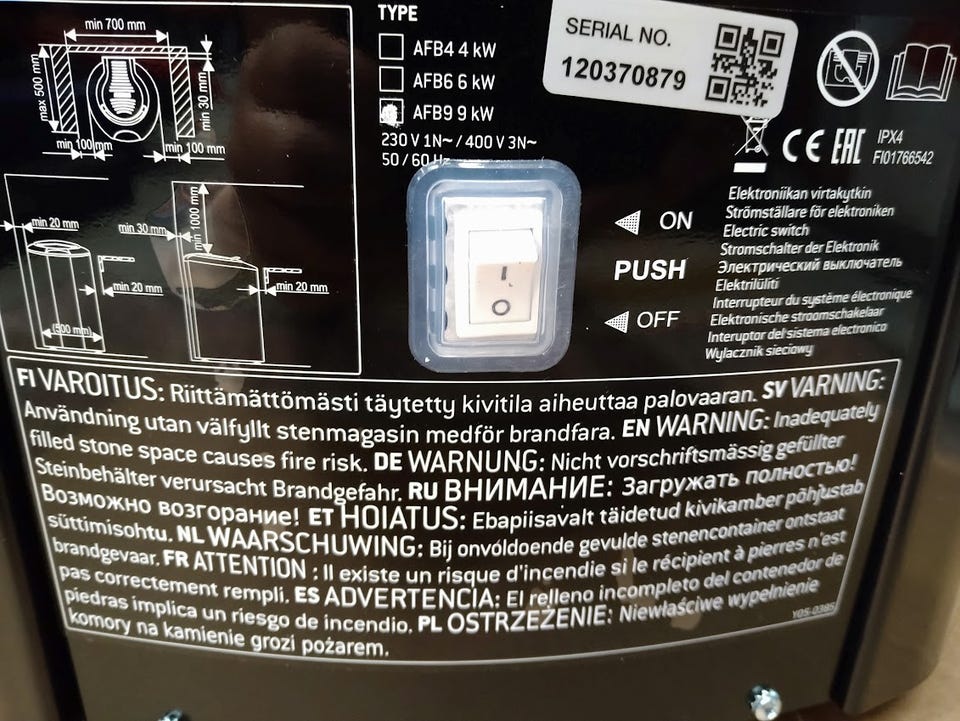 min 700 mm
max 500 mm
min 30 mm
min 100 mm
min 100 mm
min 20 mm
min 20 mm
(500 mm)
min 30 mm
min 1000 mm
min 20 mm
TYPE
AFB4 4 kW
AFB6 6 kW
AFB9 9 kW
230 V 1N~ / 400 V 3N~
50 / 60 Hz
SERIAL NO.
120370879
CE EAC IPX4
FI01766542
I
O
ON
PUSH
OFF
Elektroniikan virtakytkin
Strömställare för elektroniken
Electric switch
Stromschalter der Elektronik
Электрический выключатель
Elektrilüliti
Interrupteur du système électronique
Elektronische stroomschakelaar
Interuptor del sistema electronico
Wylacznik sieciowy
FI VAROITUS: Riittämättömästi täytetty kivitila aiheuttaa palovaaran. SV VARNING:
Användning utan välfyllt stenmagasin medför brandfara. EN WARNING: Inadequately
filled stone space causes fire risk. DE WARNUNG: Nicht vorschriftsmässig gefüllter
Steinbehälter verursacht Brandgefahr. RU ВНИМАНИЕ: Загружать полностью!
Возможно возгорание! ET HOIATUS: Ebapiisavalt täidetud kivikamber põhjustab
süttimisohtu. NL WAARSCHUWING: Bij onvoldoende gevulde stenencontainer ontstaat
brandgevaar. FR ATTENTION : Il existe un risque d'incendie si le récipient à pierres n'est
pas correctement rempli. ES ADVERTENCIA: El relleno incompleto del contenedor de
piedras implica un riesgo de incendio. PL OSTRZEŻENIE: Niewłaściwe wypełnienie
komory na kamienie grozi pożarem.
Y05-0385